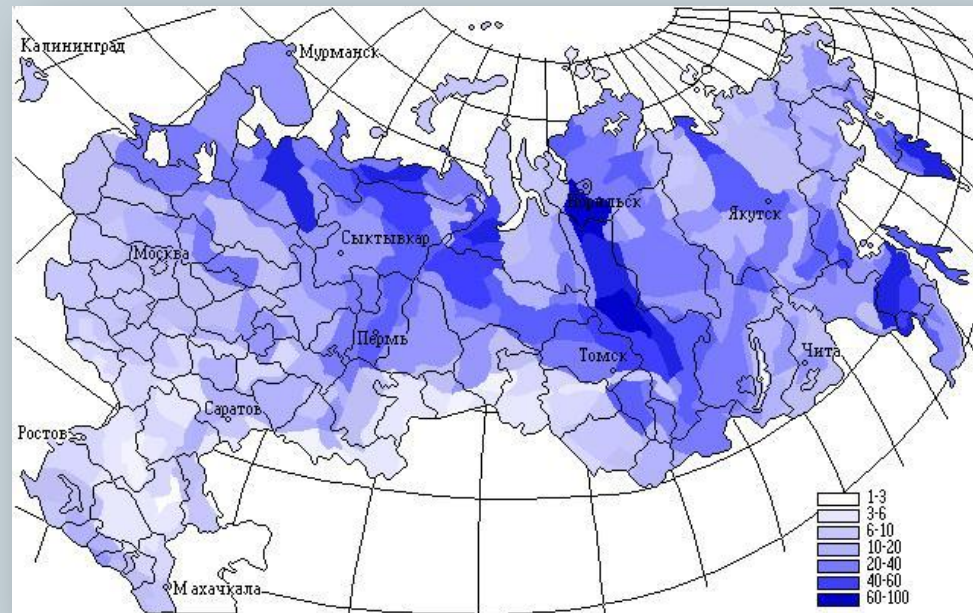 Калининград
Мурманск
Норильск
Якутск
Сыктывкар
Москва
Пермь
Томск
Чита
Саратов
Ростов
Махачкала
1-3
3-6
6-10
10-20
20-40
40-60
60-100